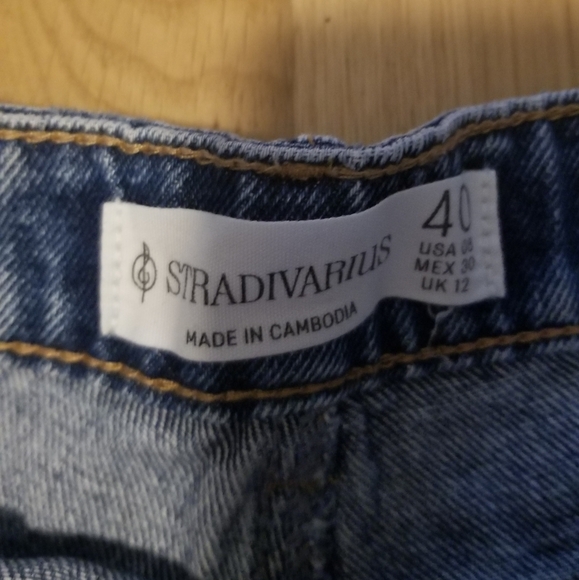 STRADIVARIUS
MADE IN CAMBODIA
40
USA 08
MEX 30
UK 12